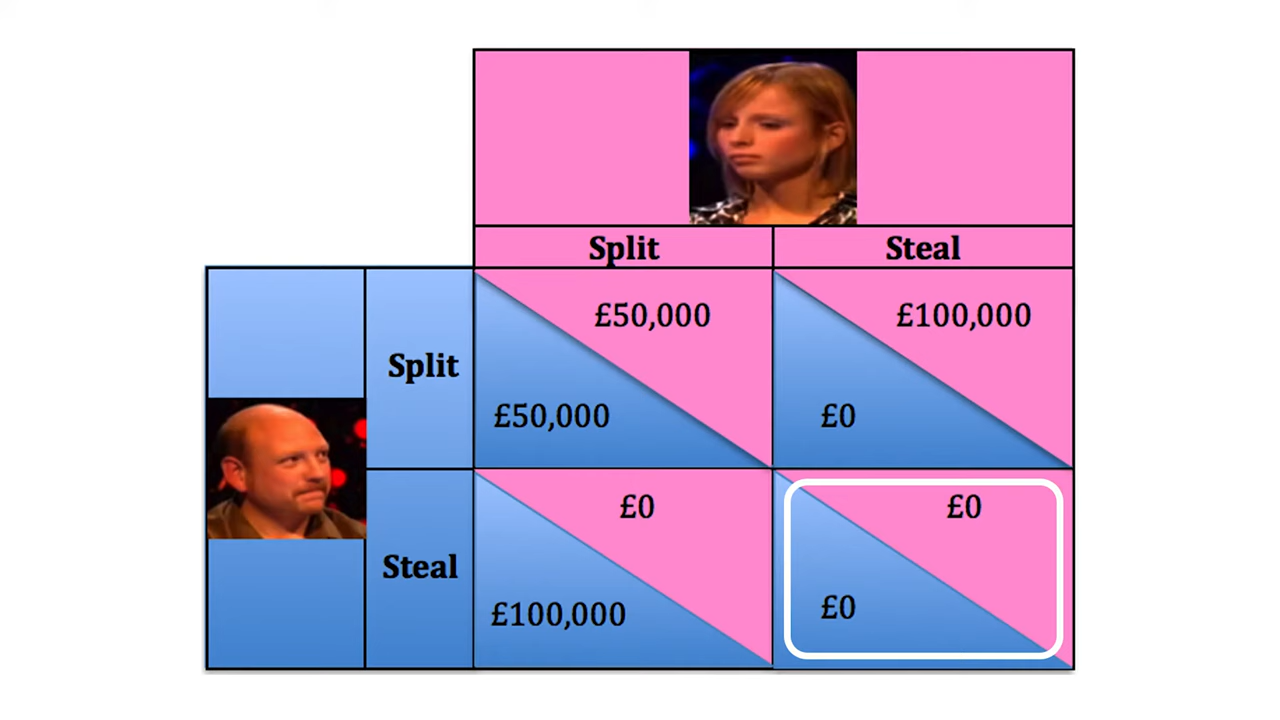 Split Steal
£50,000 £100,000
Split
£50,000 £0
£0 £0
Steal
£100,000 £0